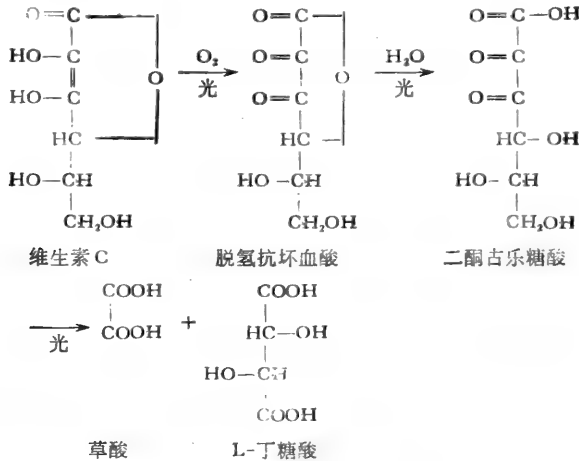 O=C O=C O=C—OH
HO—C O=C O=C
O O₂ O H₂O
光 光
HO—C O=C O=C
HC HC HC—OH
HO—CH HO—CH HO—CH
CH₂OH CH₂OH CH₂OH
维生素C 脱氢抗坏血酸 二酮古乐糖酸
COOH COOH
光 COOH + HC—OH
HO—CH
COOH
草酸 L-丁糖酸